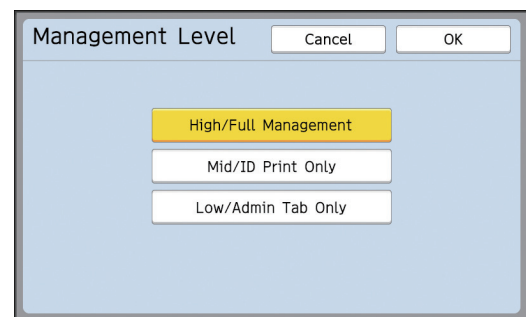 Management Level Cancel OK
High/Full Management
Mid/ID Print Only
Low/Admin Tab Only